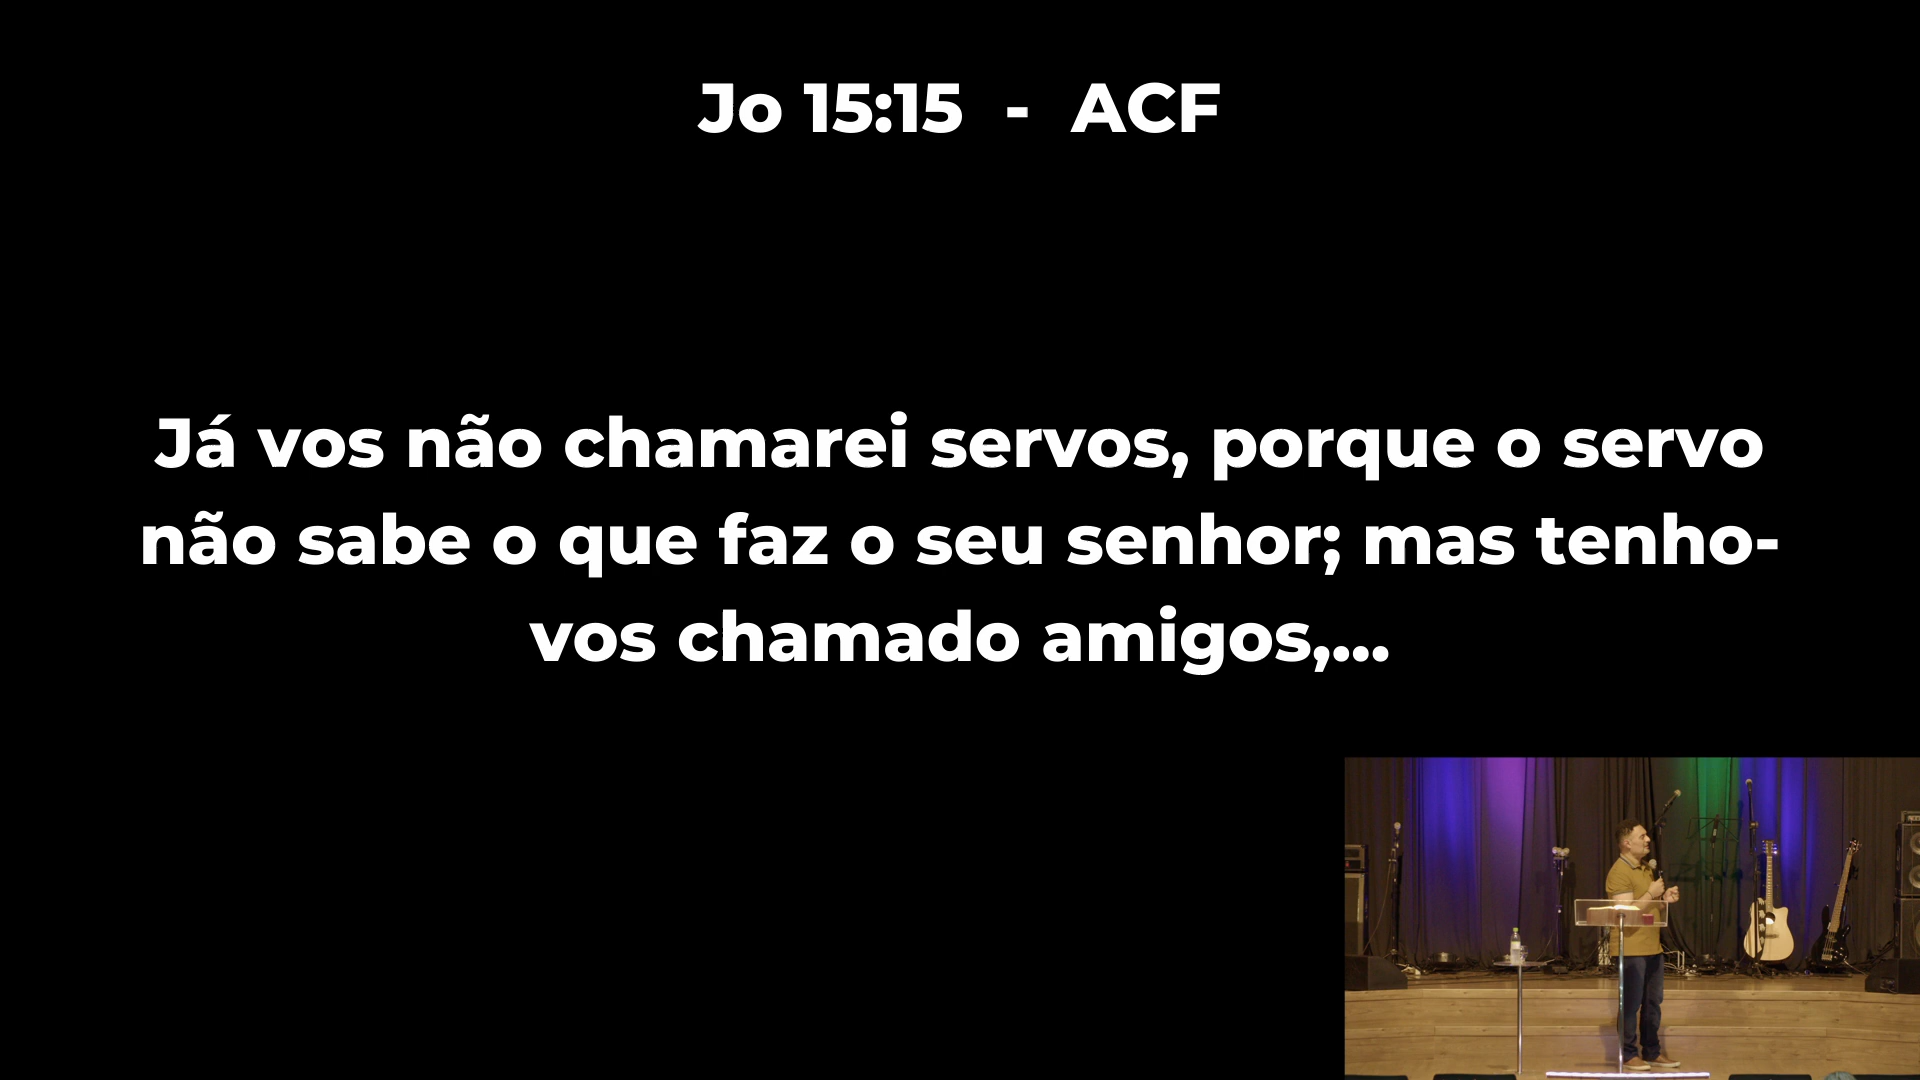 Jo 15:15 - ACF
Já vos não chamarei servos, porque o servo
não sabe o que faz o seu senhor; mas tenho-
vos chamado amigos,...